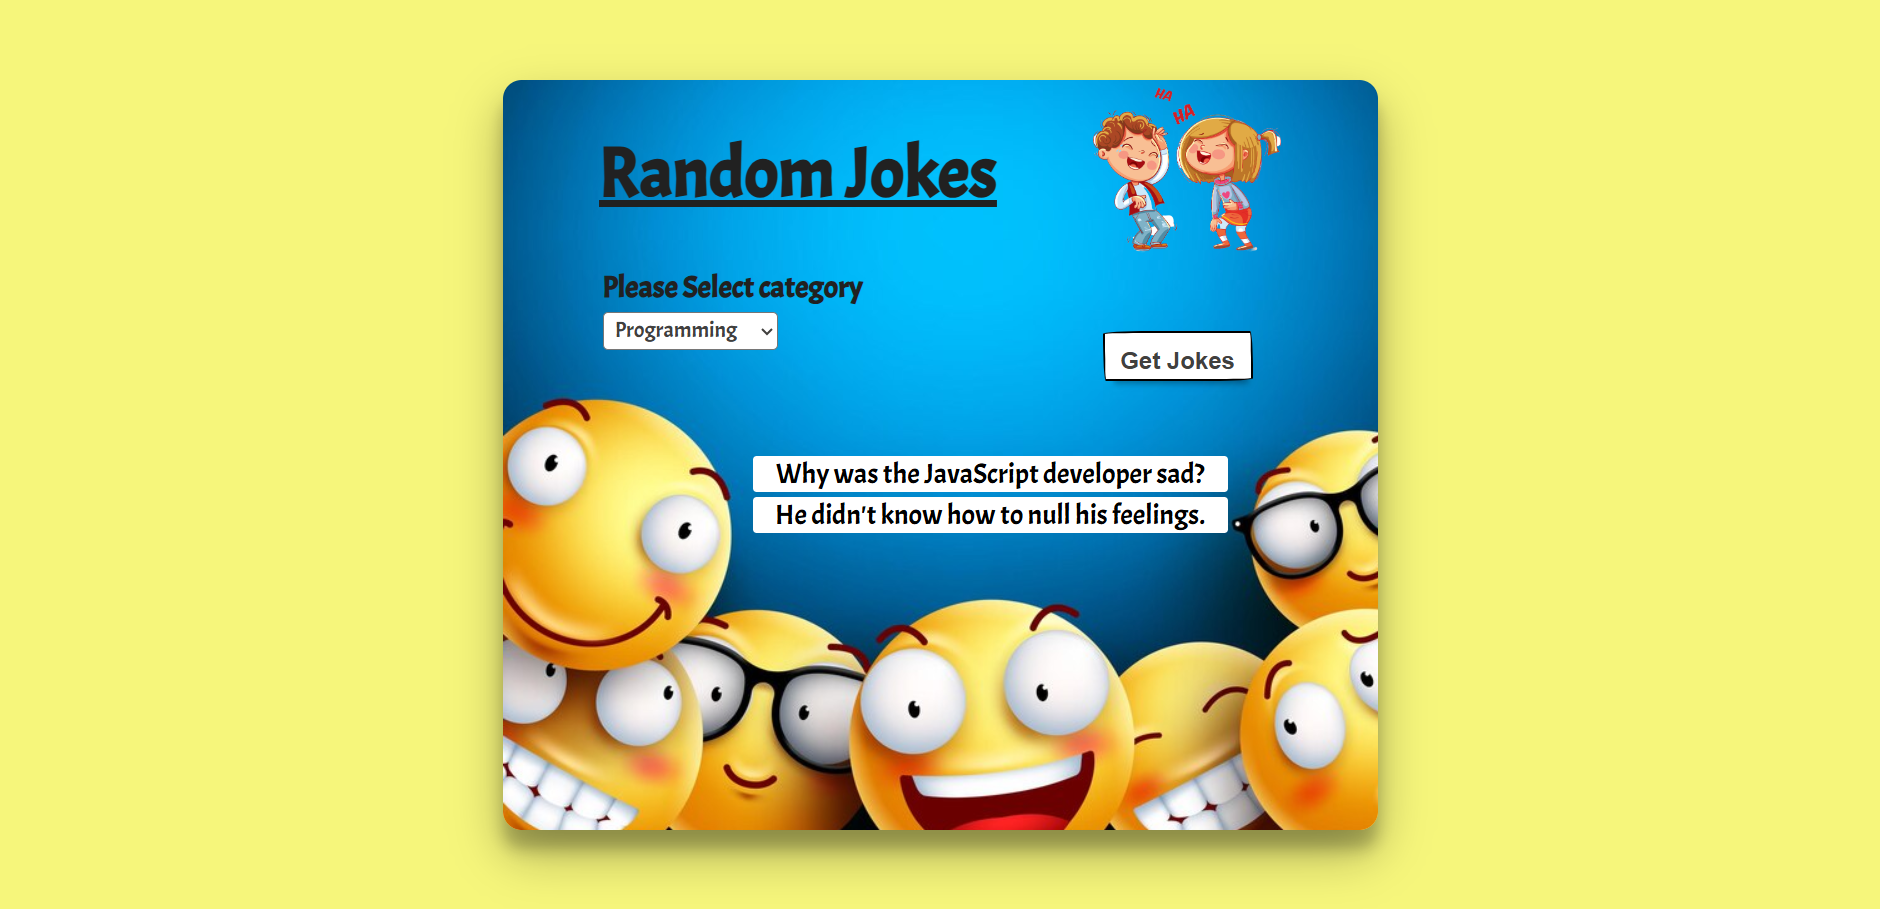 HA
HA
Random Jokes
Please Select category
Programming
Get Jokes
Why was the JavaScript developer sad?
He didn't know how to null his feelings.